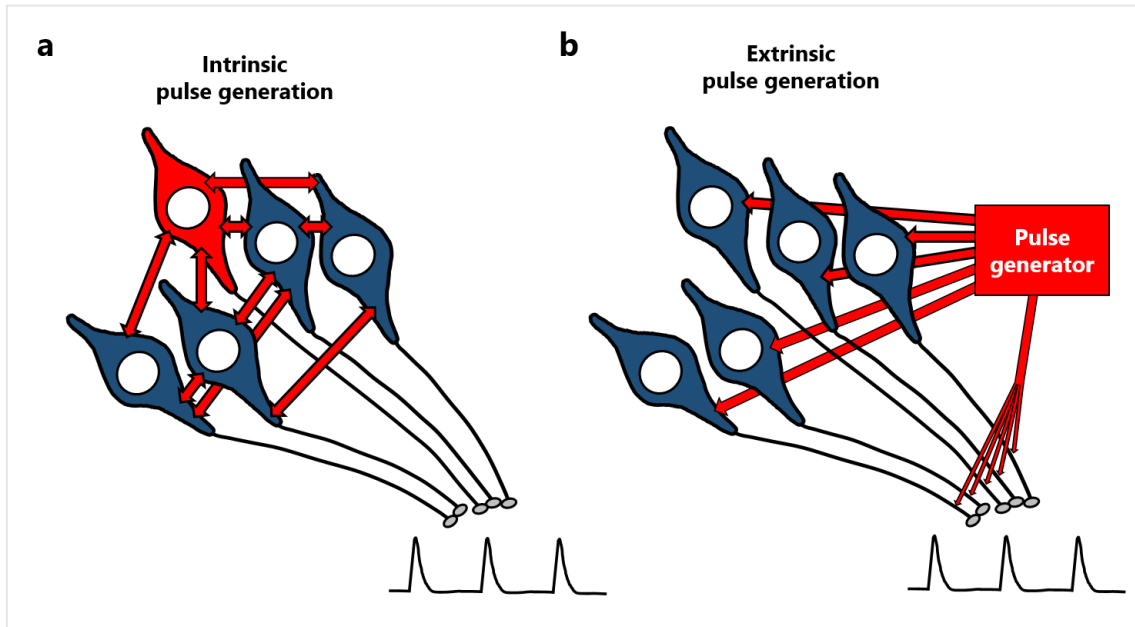 a
Intrinsic
pulse generation
b
Extrinsic
pulse generation
Pulse
generator